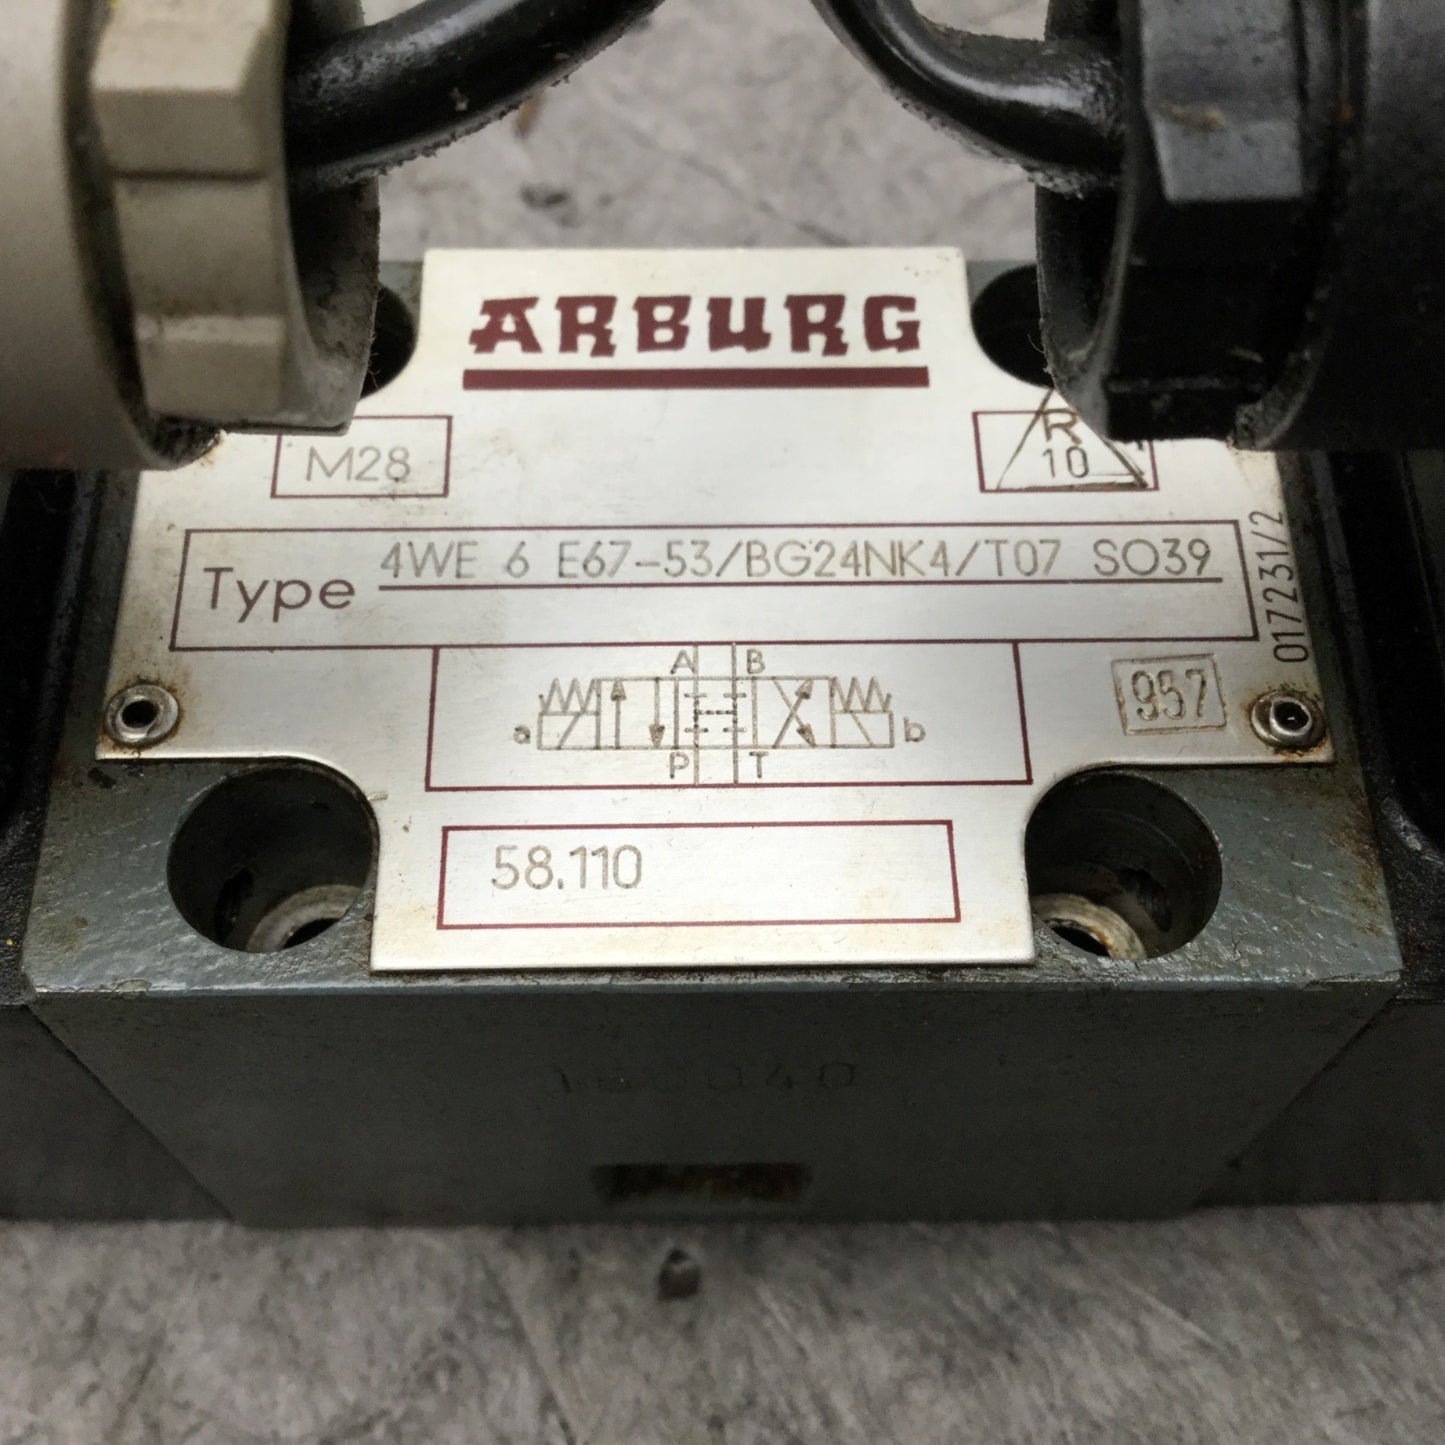 ARBURG
M28
R
10
Type 4WE 6 E67-53/BG24NK4/T07 SO39
017231/2
A B
a b
P T
957
58.110